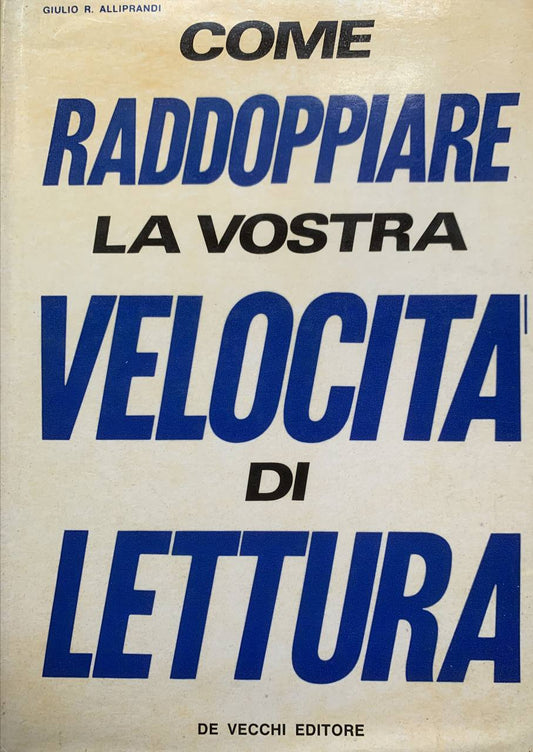 GIULIO R. ALLIPRANDI
COME
RADDOPPIARE
LA VOSTRA
VELOCITA'
DI
LETTURA
DE VECCHI EDITORE